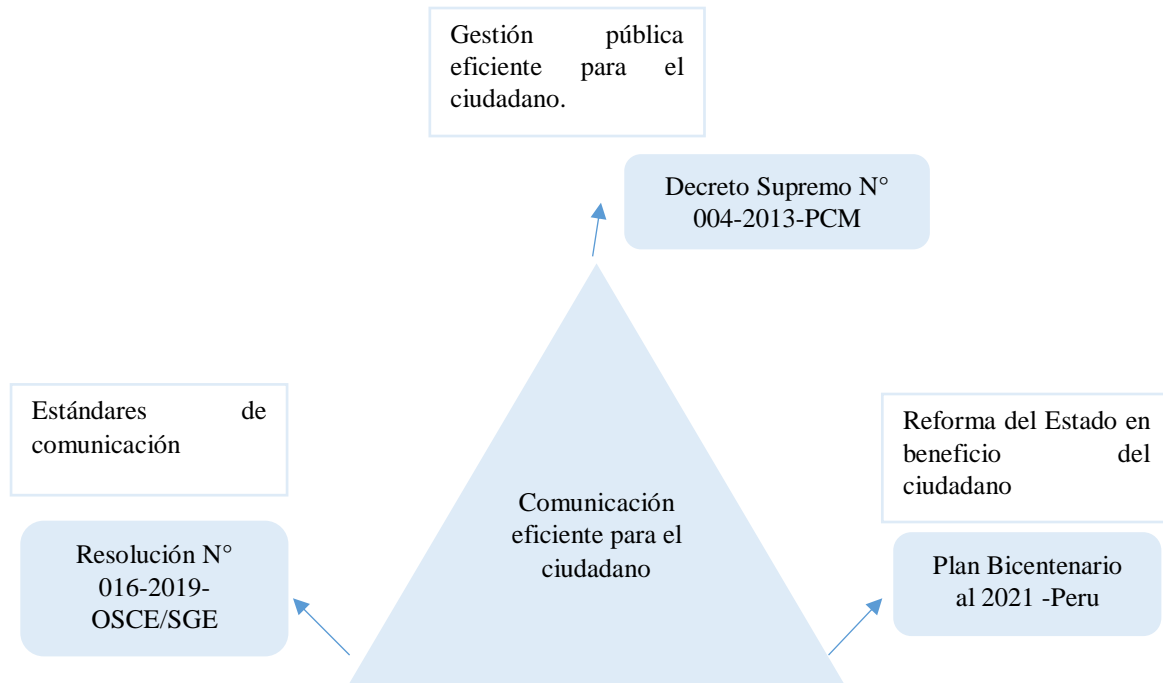 Gestión pública
eficiente para el
ciudadano.
Decreto Supremo N°
004-2013-PCM
Estándares de
comunicación
Resolución N°
016-2019-
OSCE/SGE
Comunicación
eficiente para el
ciudadano
Reforma del Estado en
beneficio del
ciudadano
Plan Bicentenario
al 2021 -Peru